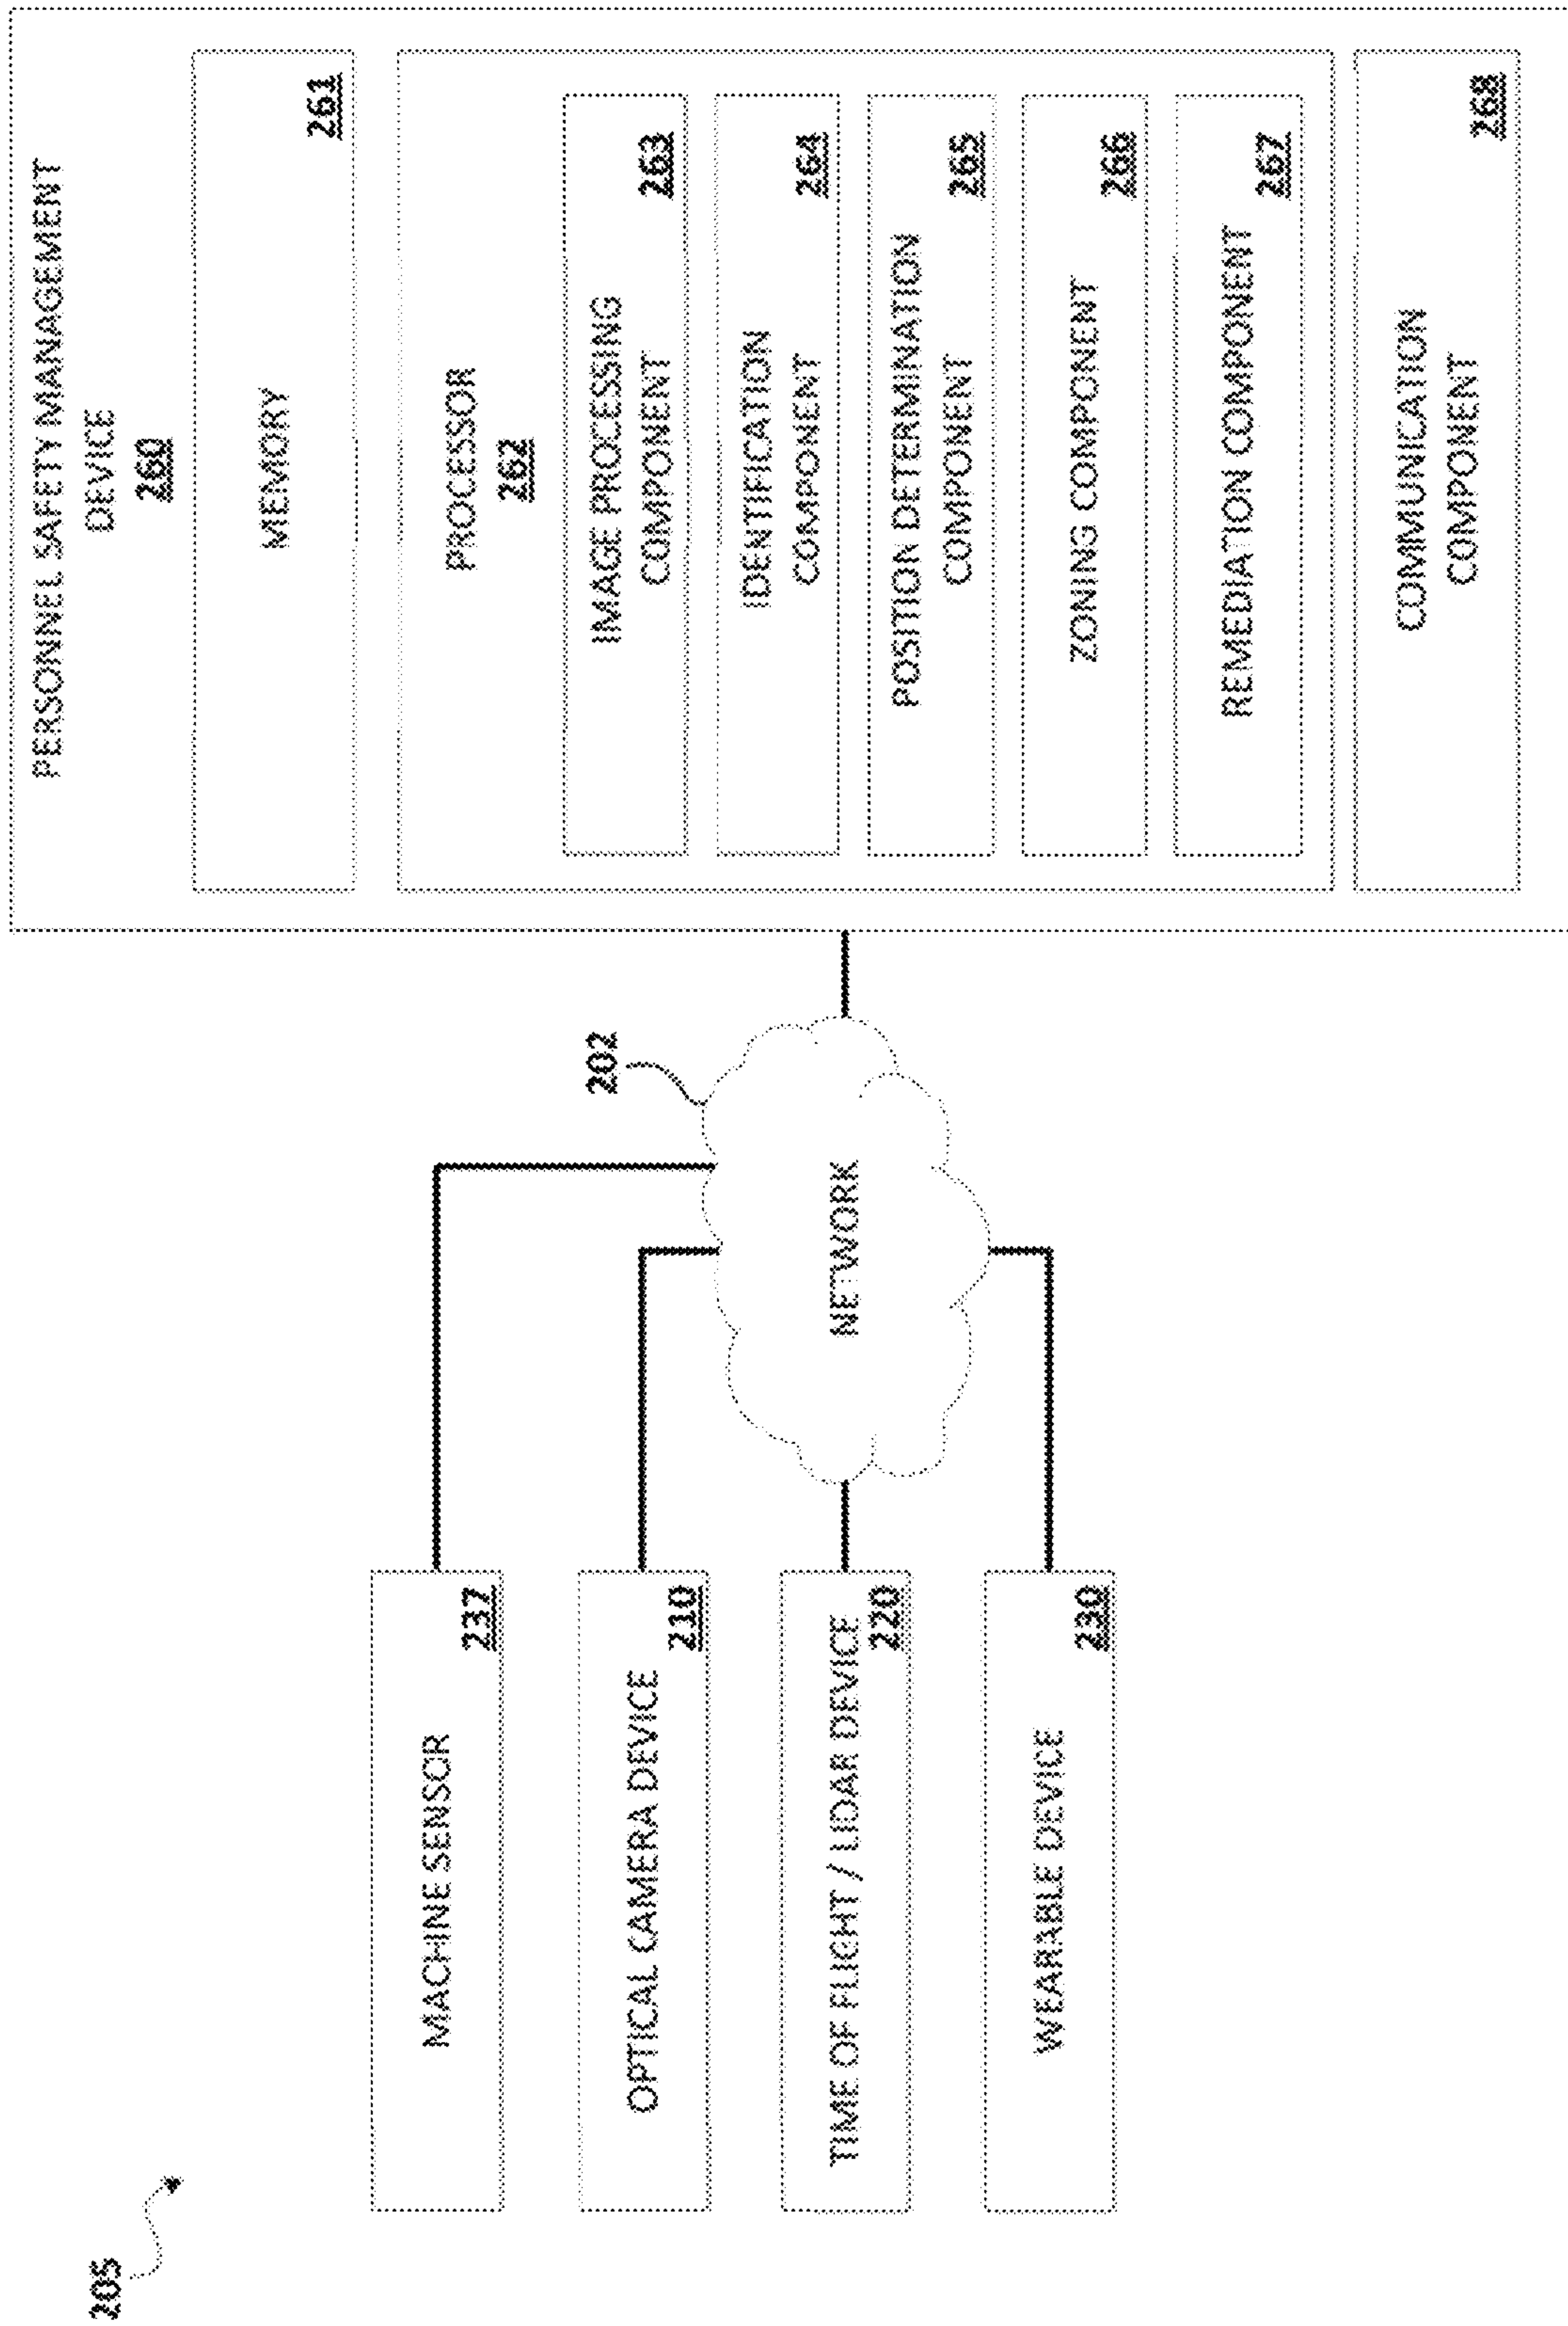 205
MACHINE SENSOR
237
OPTICAL CAMERA DEVICE
210
TIME OF FLIGHT / LIDAR DEVICE
220
WEARABLE DEVICE
230
202
NETWORK
PERSONNEL SAFETY MANAGEMENT
DEVICE
260
MEMORY
261
PROCESSOR
262
IMAGE PROCESSING
COMPONENT
263
IDENTIFICATION
COMPONENT
264
POSITION DETERMINATION
COMPONENT
265
ZONING COMPONENT
266
REMEDIATION COMPONENT
267
COMMUNICATION
COMPONENT
268